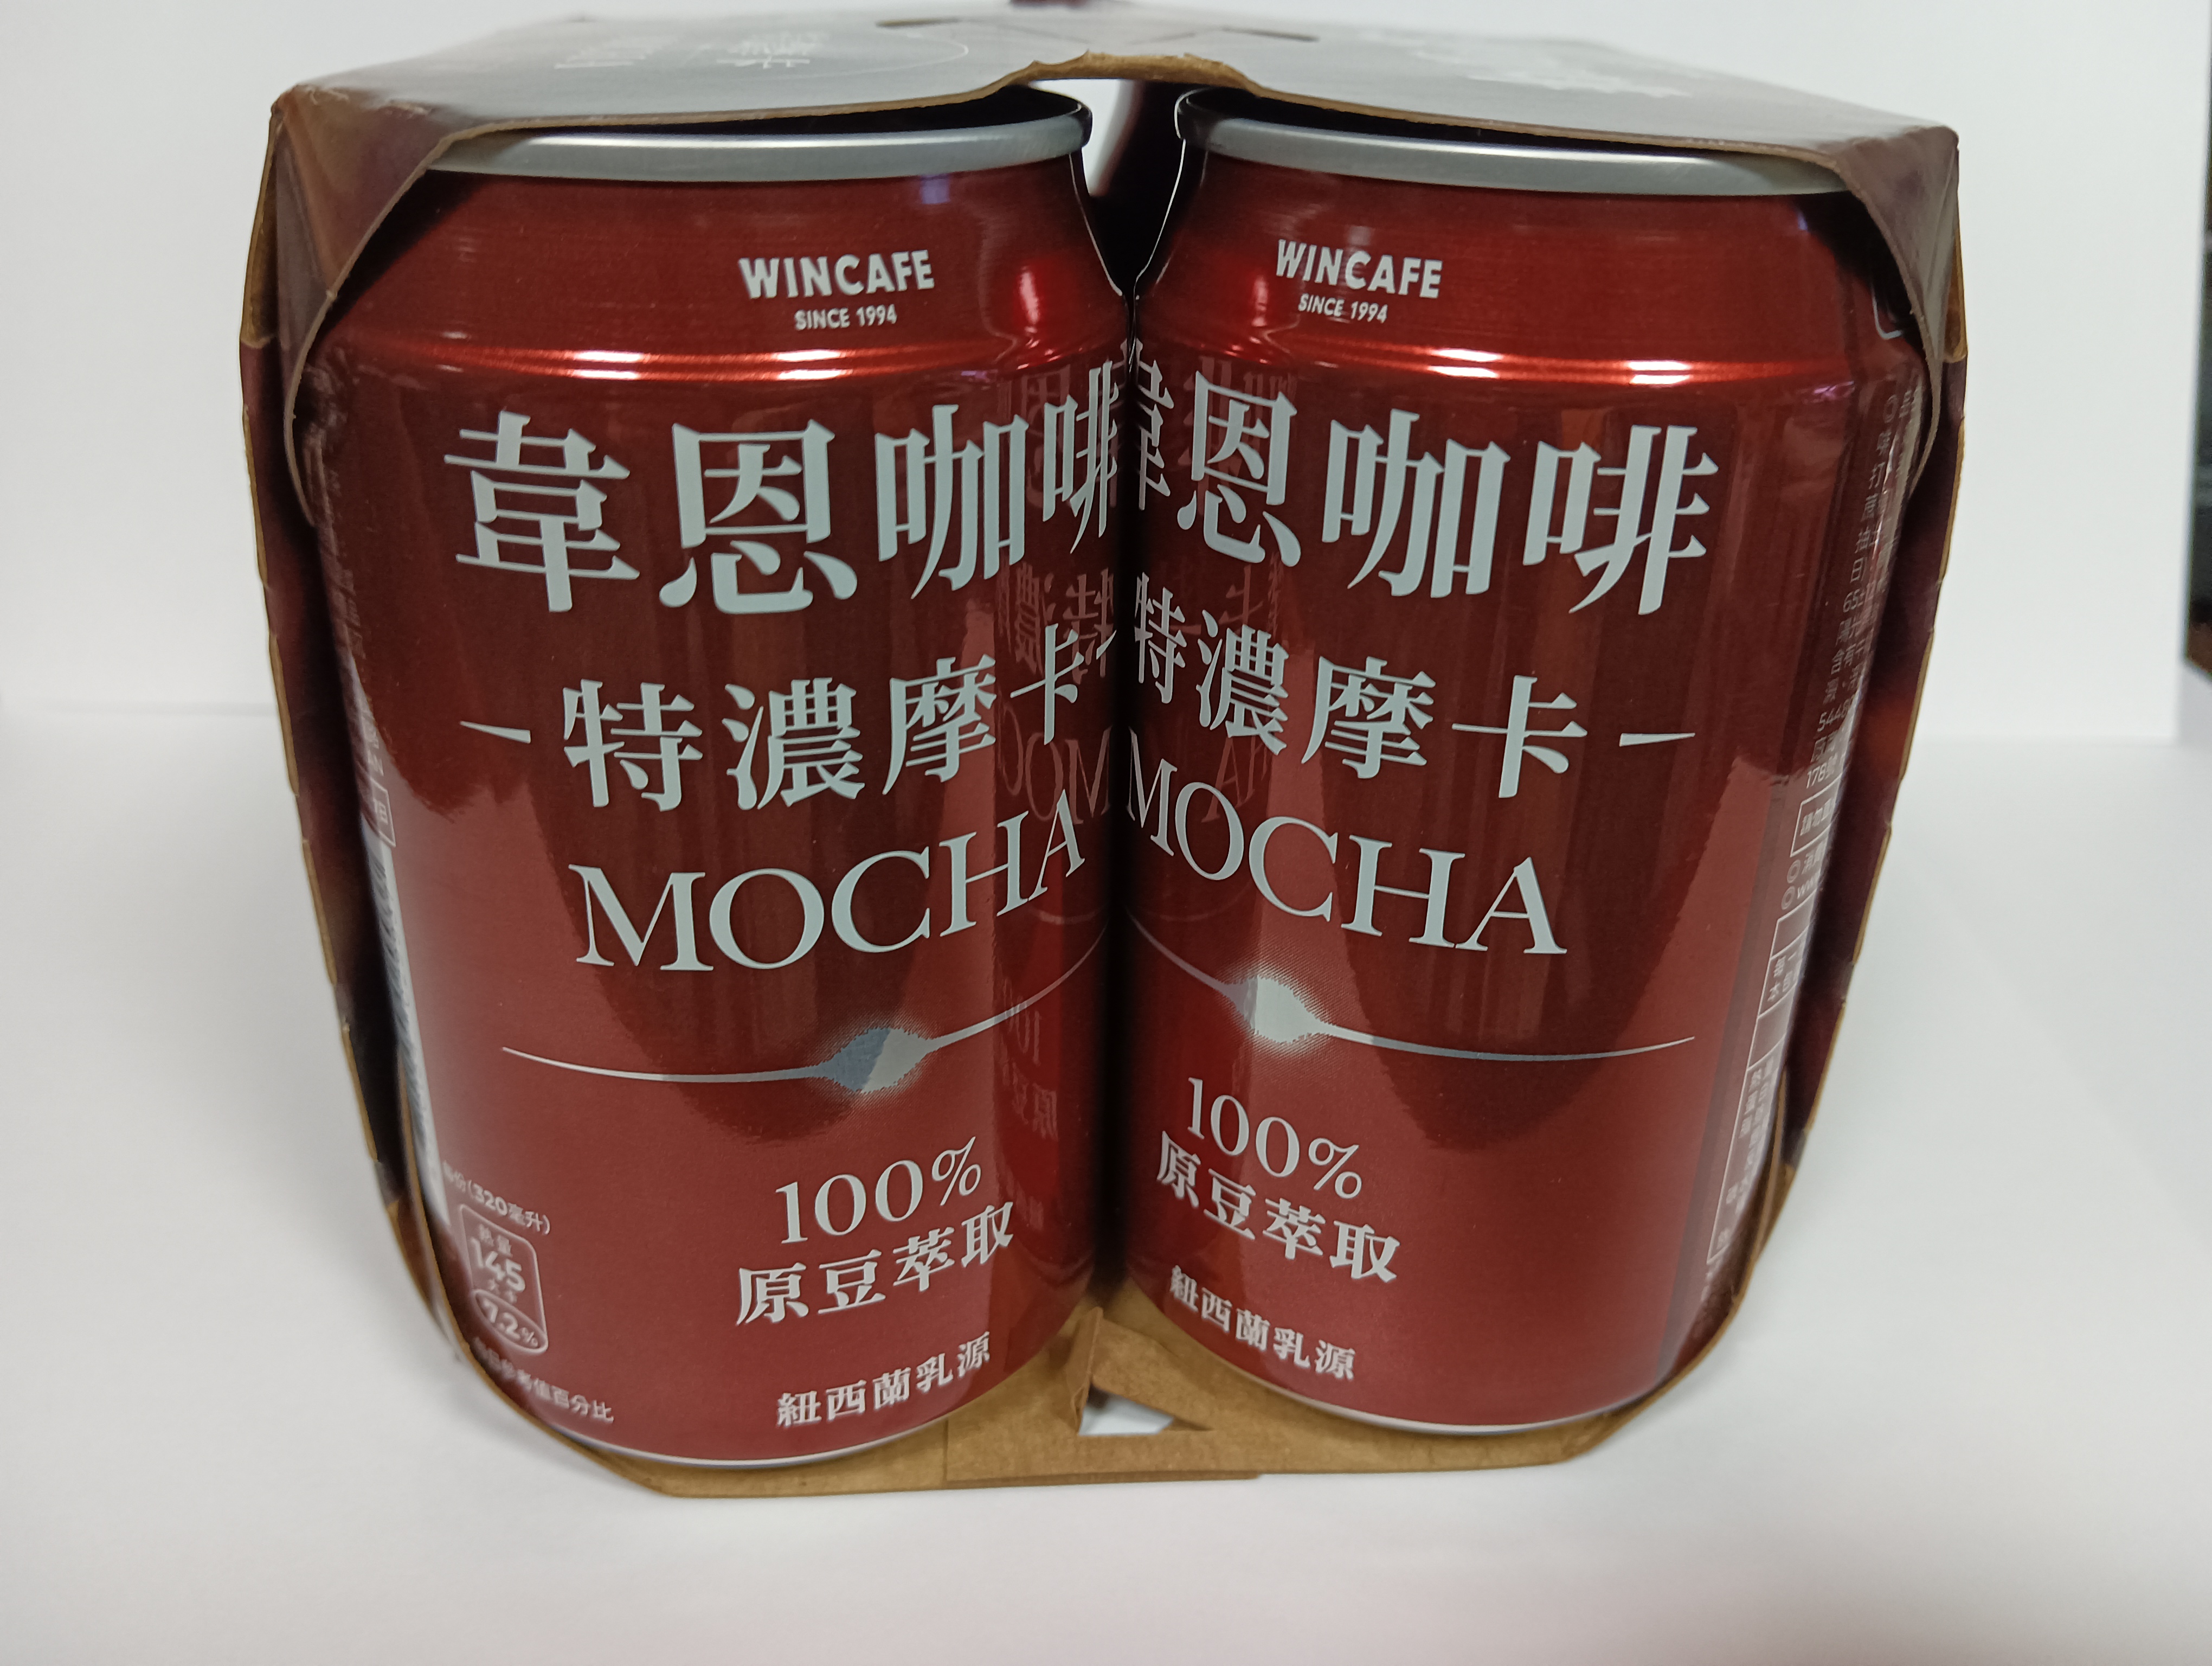 WINCAFE
SINCE 1994
韋恩咖啡
特濃摩卡
MOCHA
100%
原豆萃取
紐西蘭乳源
份(320毫升)
熱量
145
大卡
7.2%
每日參考值百分比
WINCAFE
SINCE 1994
韋恩咖啡
特濃摩卡
MOCHA
100%
原豆萃取
紐西蘭乳源